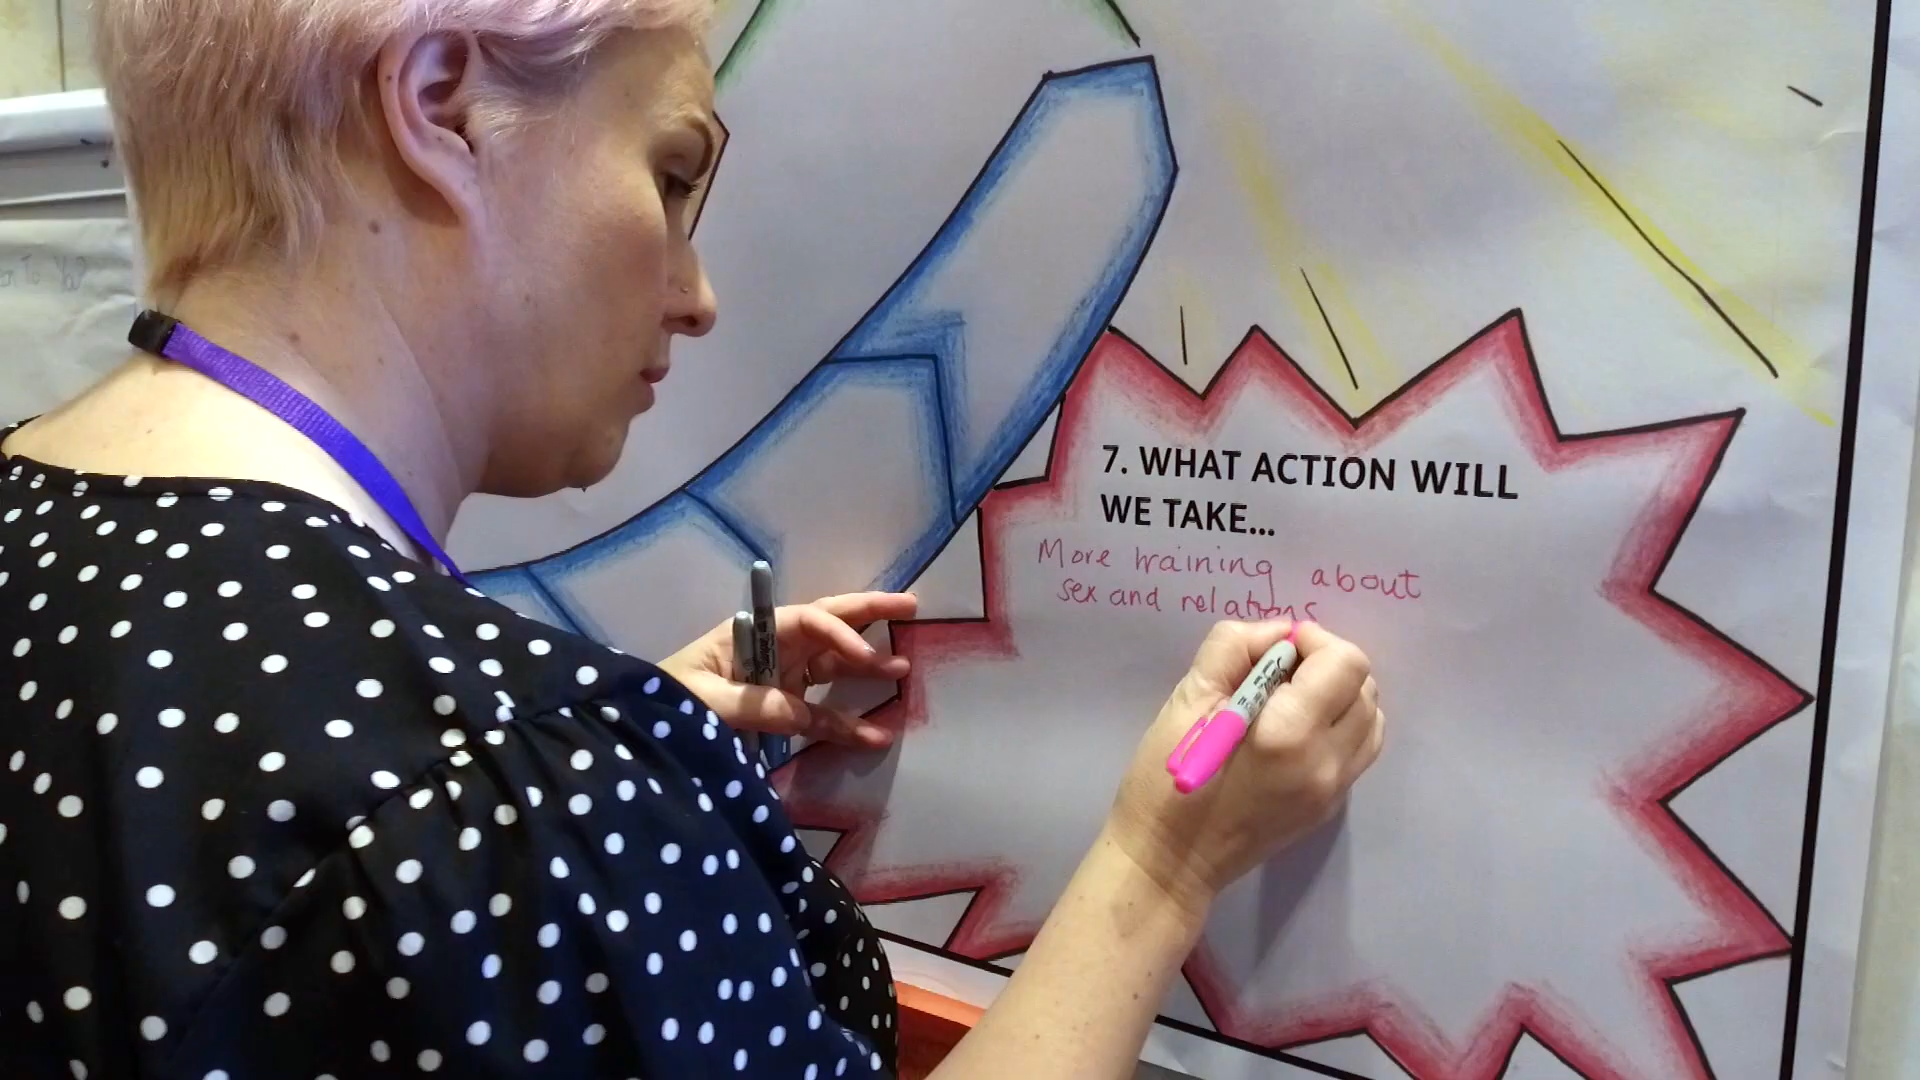 7. WHAT ACTION WILL
WE TAKE...
More training about
sex and relations